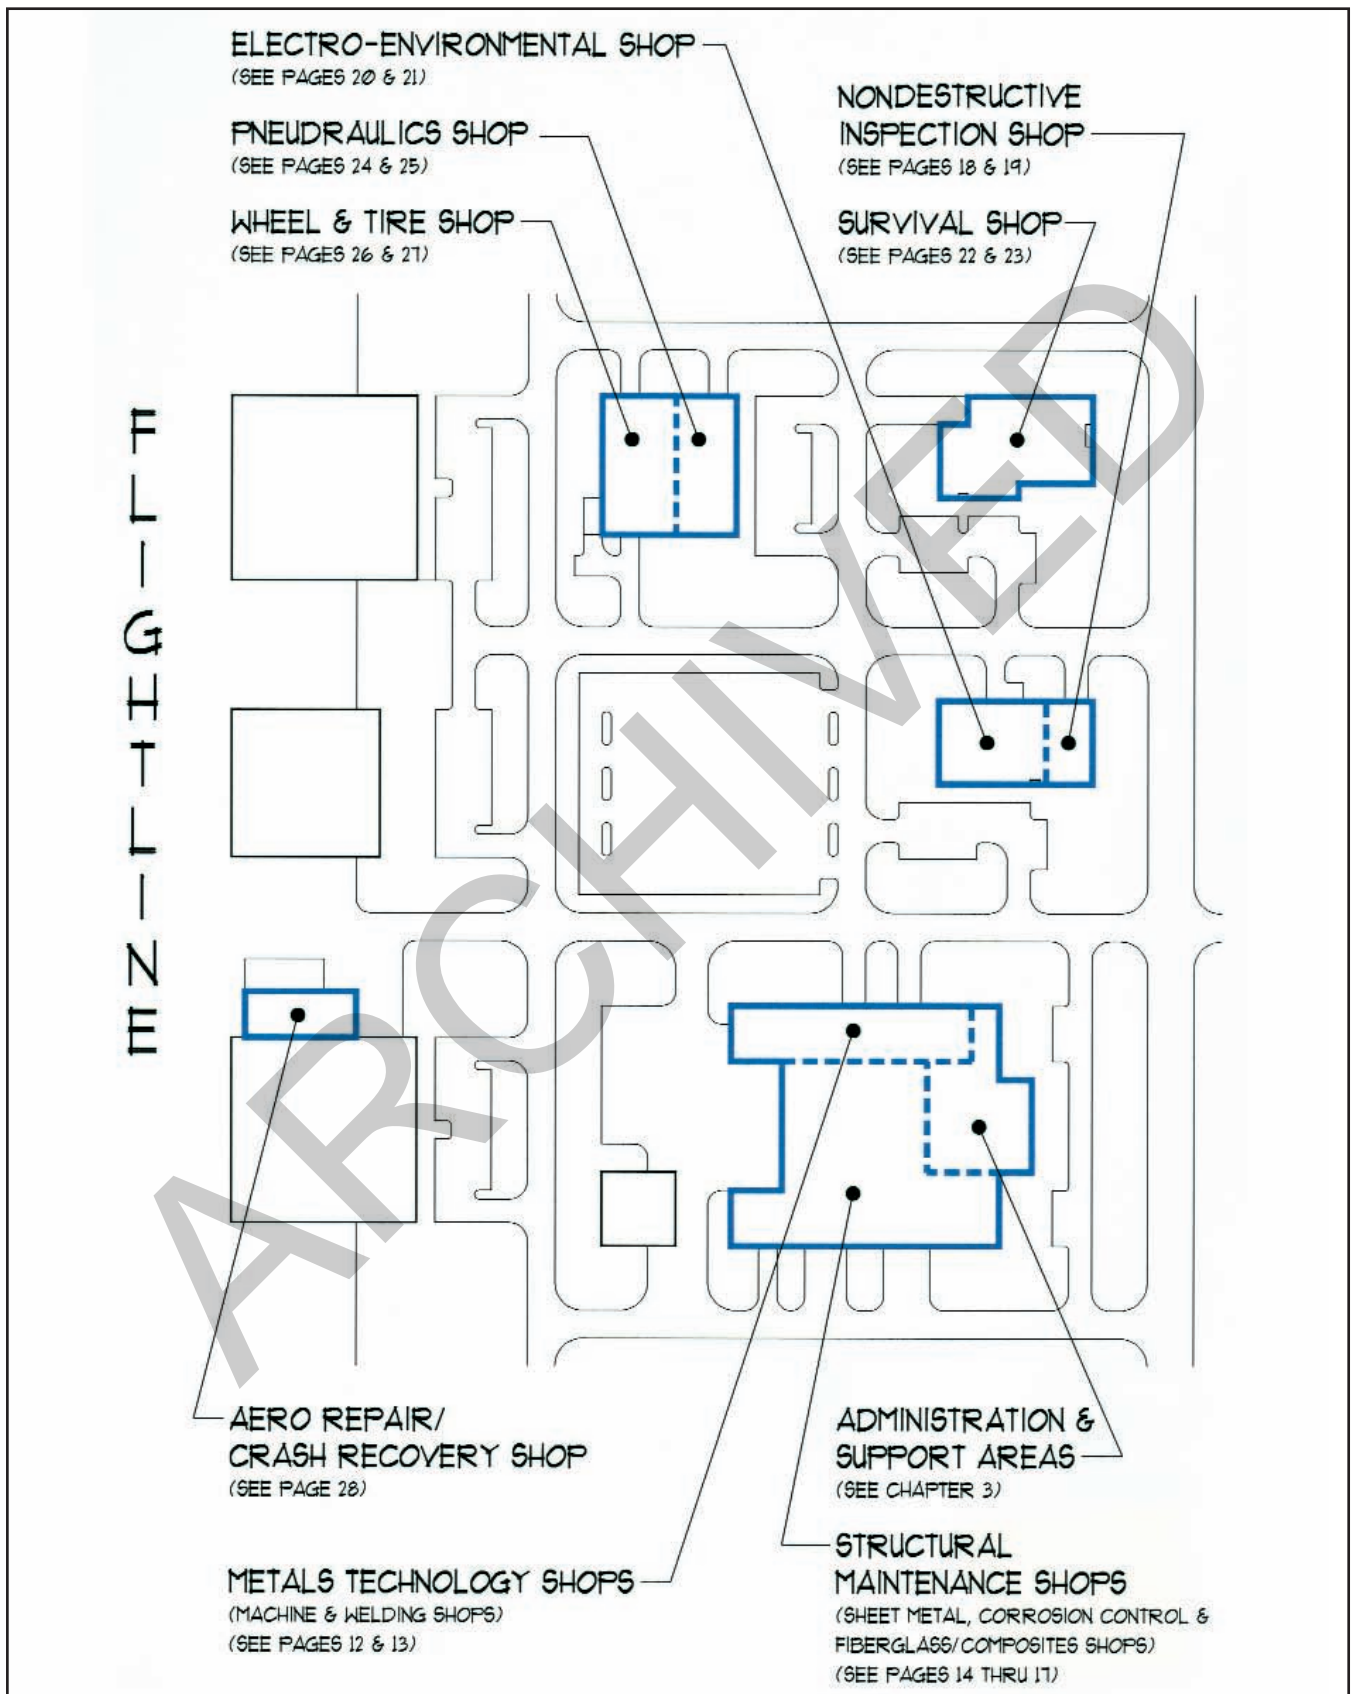 ELECTRO-ENVIRONMENTAL SHOP
(SEE PAGES 20 & 21)
PNEUDRAULICS SHOP
(SEE PAGES 24 & 25)
WHEEL & TIRE SHOP
(SEE PAGES 26 & 27)
NONDESTRUCTIVE
INSPECTION SHOP
(SEE PAGES 18 & 19)
SURVIVAL SHOP
(SEE PAGES 22 & 23)
FLIGHTLINE
ARCHIVED
AERO REPAIR/
CRASH RECOVERY SHOP
(SEE PAGE 28)
METALS TECHNOLOGY SHOPS
(MACHINE & WELDING SHOPS)
(SEE PAGES 12 & 13)
ADMINISTRATION &
SUPPORT AREAS
(SEE CHAPTER 3)
STRUCTURAL
MAINTENANCE SHOPS
(SHEET METAL, CORROSION CONTROL &
FIBERGLASS/COMPOSITES SHOPS)
(SEE PAGES 14 THRU 17)